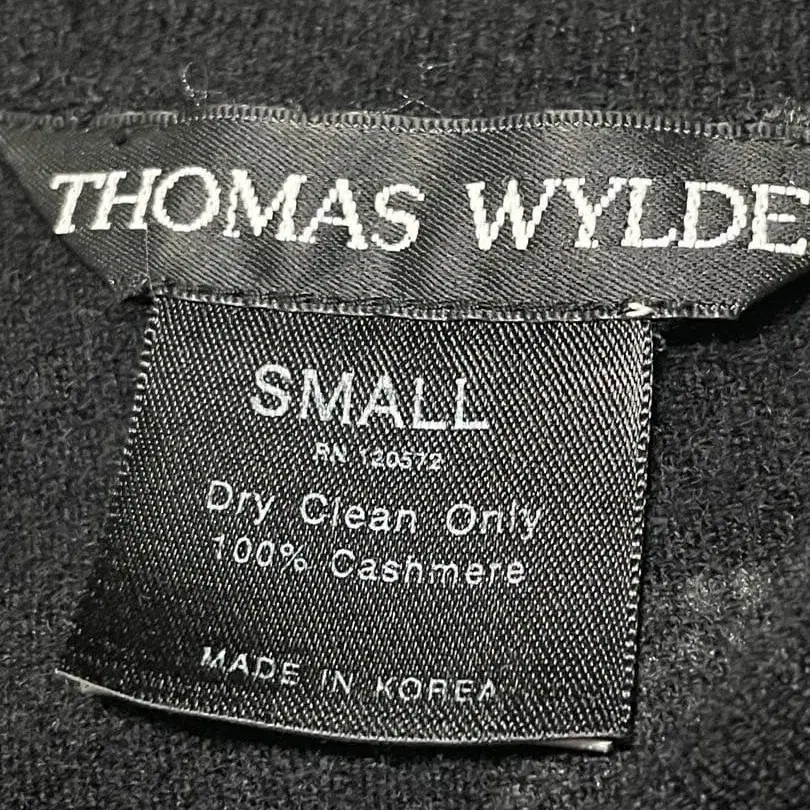 THOMAS WYLDE
SMALL
RN 120572
Dry Clean Only
100% Cashmere
MADE IN KOREA